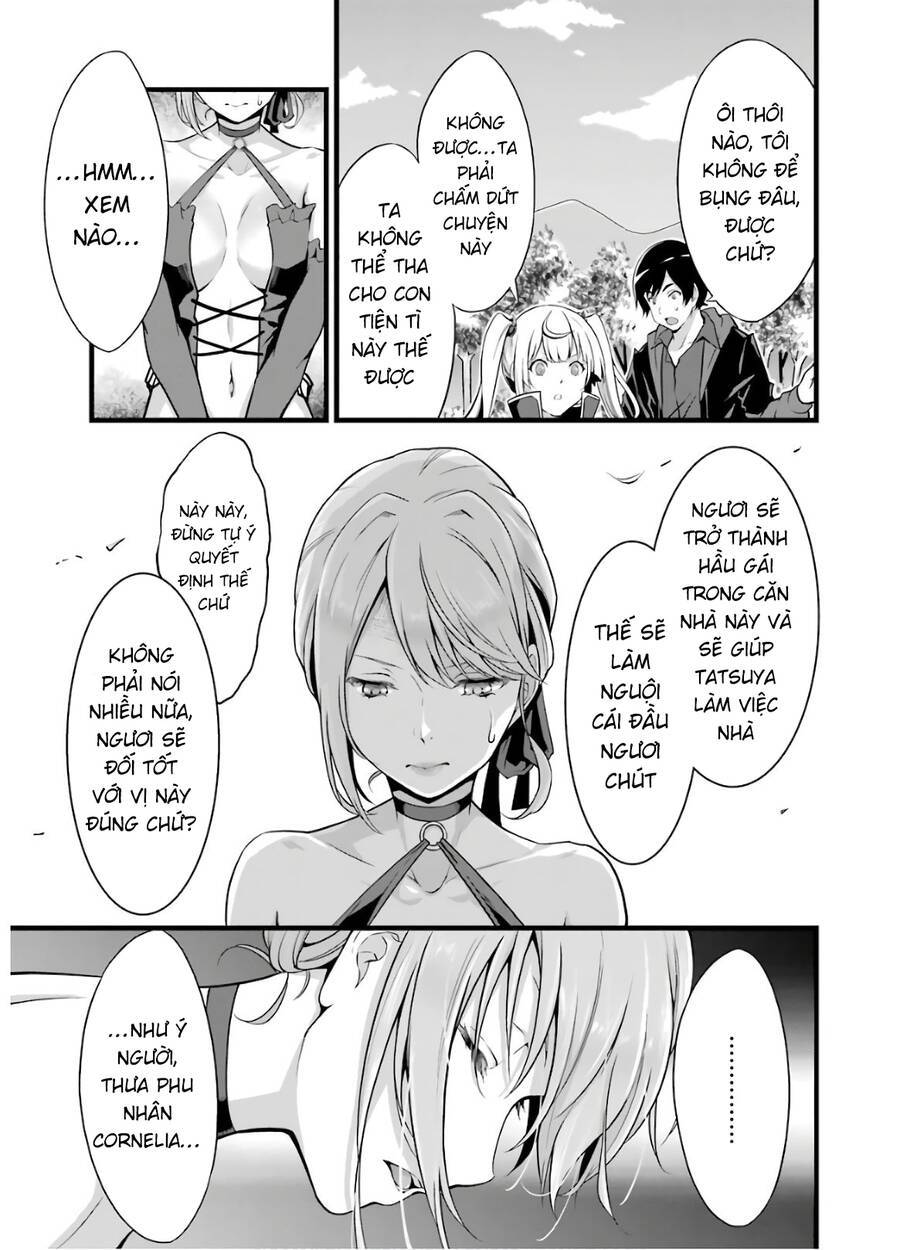 ÔI THÔI
NÀO, TÔI
KHÔNG ĐỂ
BỤNG ĐÂU,
ĐƯỢC
CHỨ?
KHÔNG
ĐƯỢC...TA
PHẢI
CHẤM DỨT
CHUYỆN
NÀY
TA
KHÔNG
THỂ THA
CHO CON
TIỆN TÌ
NÀY THẾ
ĐƯỢC
...HMM...
XEM
NÀO...
NGƯƠI SẼ
TRỞ THÀNH
HẦU GÁI
TRONG CĂN
NHÀ NÀY VÀ
SẼ GIÚP
TATSUYA
LÀM VIỆC
NHÀ
THẾ SẼ
LÀM
NGUỘI
CÁI ĐẦU
NGƯƠI
CHÚT
NÀY NÀY,
ĐỪNG TỰ Ý
QUYẾT
ĐỊNH THẾ
CHỨ
KHÔNG
PHẢI NÓI
NHIỀU NỮA,
NGƯƠI SẼ
ĐỐI TỐT
VỚI VỊ NÀY
ĐÚNG CHỨ?
..........
...NHƯ Ý
NGƯỜI,
THƯA PHU
NHÂN
CORNELIA...